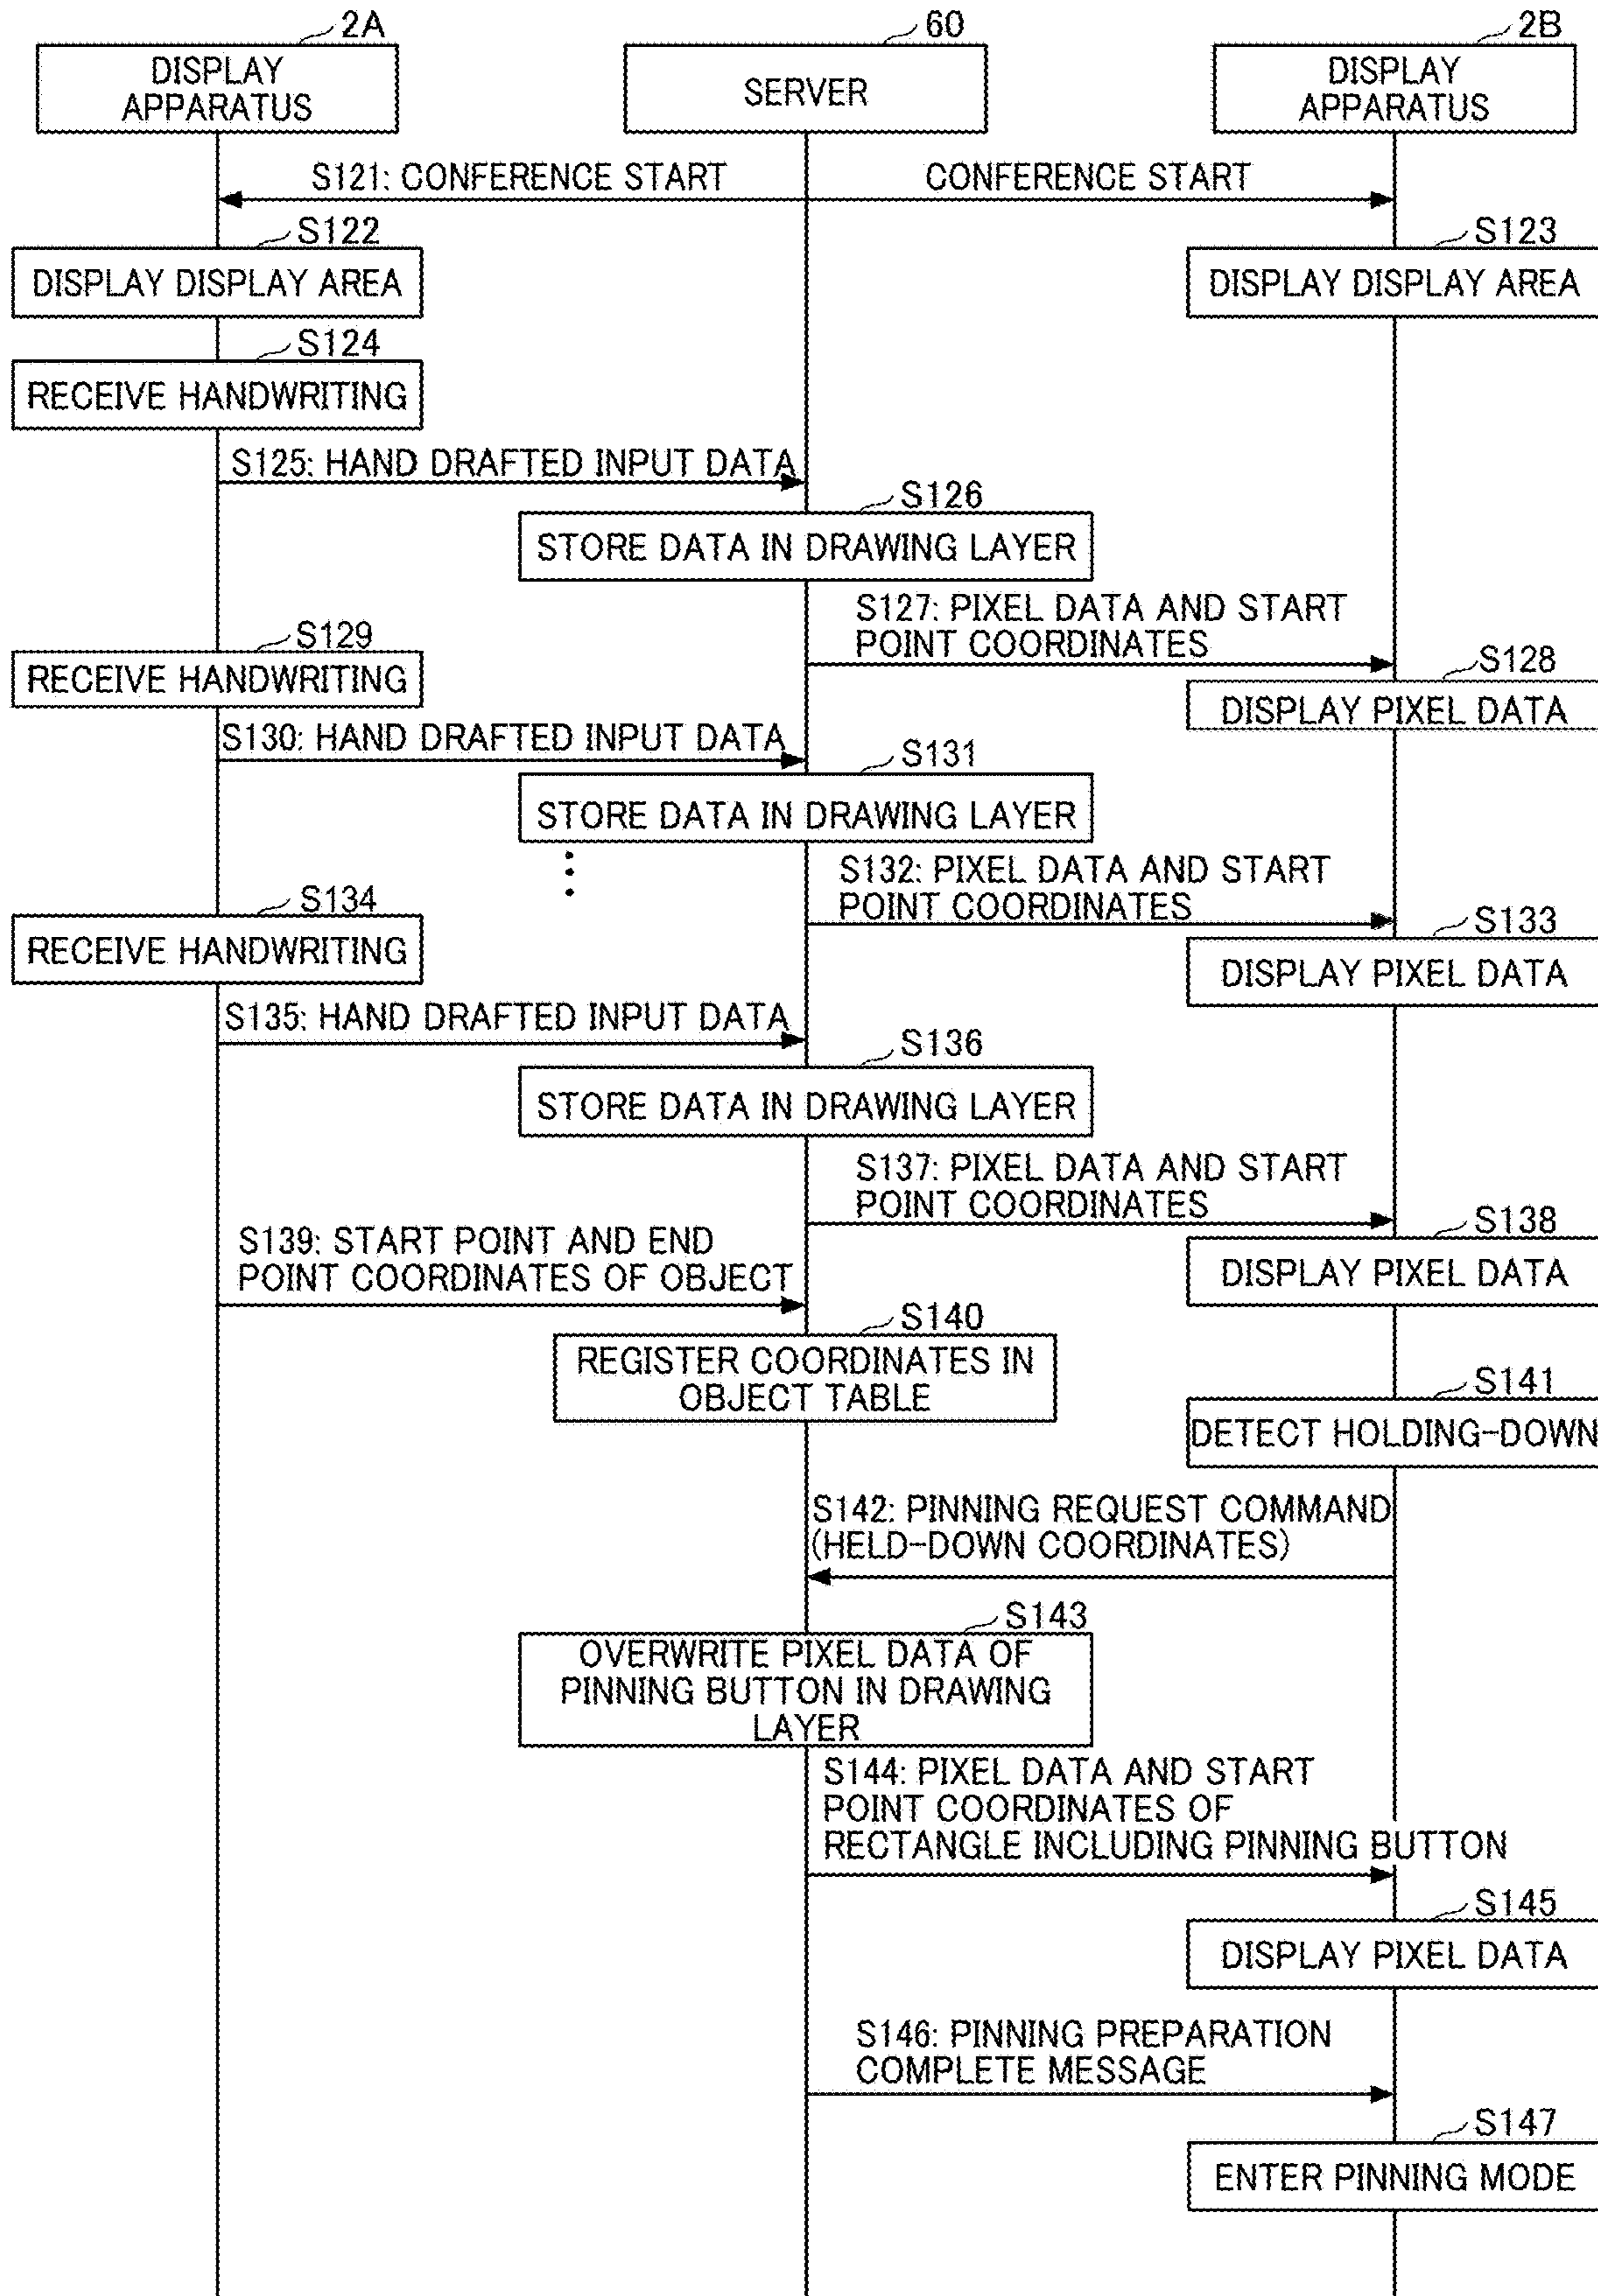 2A
60
2B
DISPLAY
APPARATUS
SERVER
DISPLAY
APPARATUS
S121: CONFERENCE START
CONFERENCE START
S122
S123
DISPLAY DISPLAY AREA
DISPLAY DISPLAY AREA
S124
RECEIVE HANDWRITING
S125: HAND DRAFTED INPUT DATA
S126
STORE DATA IN DRAWING LAYER
S127: PIXEL DATA AND START
POINT COORDINATES
S129
RECEIVE HANDWRITING
S128
DISPLAY PIXEL DATA
S130: HAND DRAFTED INPUT DATA
S131
STORE DATA IN DRAWING LAYER
S132: PIXEL DATA AND START
POINT COORDINATES
S134
RECEIVE HANDWRITING
S133
DISPLAY PIXEL DATA
S135: HAND DRAFTED INPUT DATA
S136
STORE DATA IN DRAWING LAYER
S137: PIXEL DATA AND START
POINT COORDINATES
S138
DISPLAY PIXEL DATA
S139: START POINT AND END
POINT COORDINATES OF OBJECT
S140
REGISTER COORDINATES IN
OBJECT TABLE
S141
DETECT HOLDING-DOWN
S142: PINNING REQUEST COMMAND
(HELD-DOWN COORDINATES)
S143
OVERWRITE PIXEL DATA OF
PINNING BUTTON IN DRAWING
LAYER
S144: PIXEL DATA AND START
POINT COORDINATES OF
RECTANGLE INCLUDING PINNING BUTTON
S145
DISPLAY PIXEL DATA
S146: PINNING PREPARATION
COMPLETE MESSAGE
S147
ENTER PINNING MODE